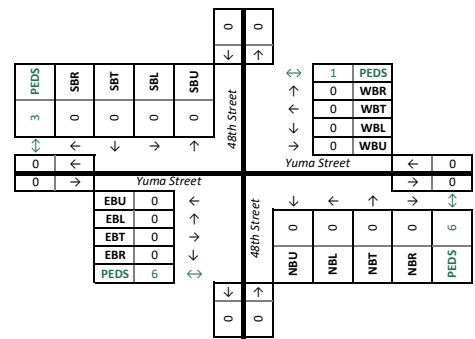 0 0
↓ ↑
PEDS SBR SBT SBL SBU
3 0 0 0 0
↕ ← ↓ → ↑
48th Street
↔ 1 PEDS
↑ 0 WBR
← 0 WBT
↓ 0 WBL
→ 0 WBU
0 ←
Yuma Street
← 0
0 →
Yuma Street
→ 0
EBU 0 ←
EBL 0 ↑
EBT 0 →
EBR 0 ↓
PEDS 6 ↔
48th Street
↓ ← ↑ → ↕
0 0 0 0 6
NBU NBL NBT NBR PEDS
↓ ↑
0 0